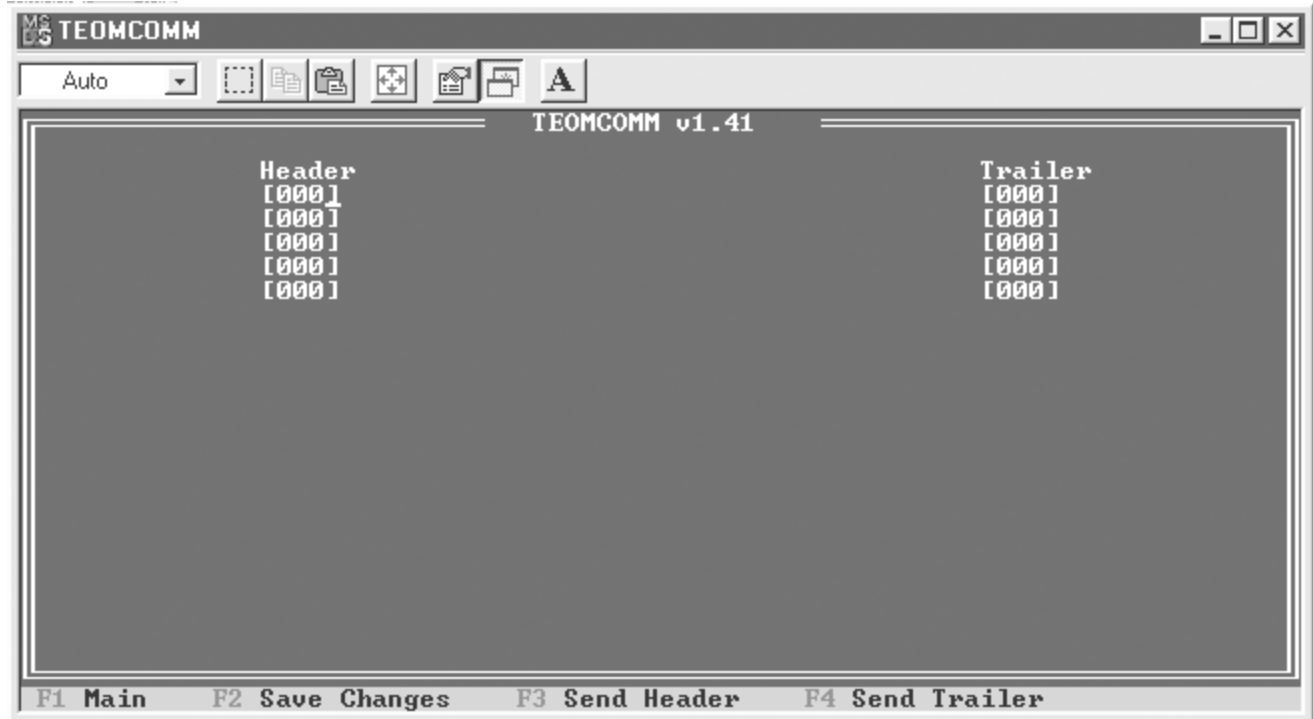 TEOMCOMM
Auto
A
TEOMCOMM v1.41
Header Trailer
[000] [000]
[000] [000]
[000] [000]
[000] [000]
[000] [000]
F1 Main F2 Save Changes F3 Send Header F4 Send Trailer